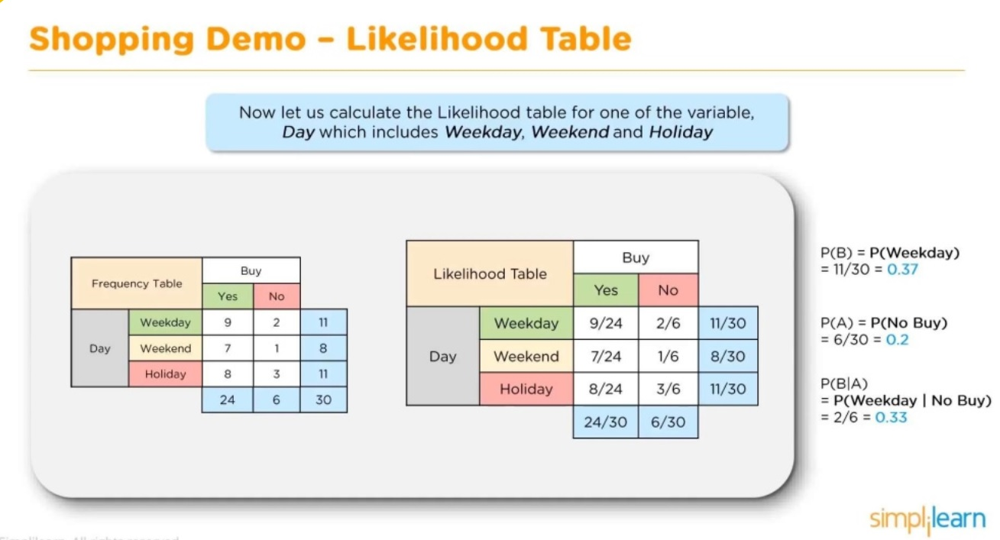 Shopping Demo – Likelihood Table
Now let us calculate the Likelihood table for one of the variable,
Day which includes Weekday, Weekend and Holiday
Frequency Table
Buy
Yes No
Day
Weekday 9 2 11
Weekend 7 1 8
Holiday 8 3 11
24 6 30
Likelihood Table
Buy
Yes No
Day
Weekday 9/24 2/6 11/30
Weekend 7/24 1/6 8/30
Holiday 8/24 3/6 11/30
24/30 6/30
P(B) = P(Weekday)
= 11/30 = 0.37
P(A) = P(No Buy)
= 6/30 = 0.2
P(B|A)
= P(Weekday | No Buy)
= 2/6 = 0.33
simplilearn